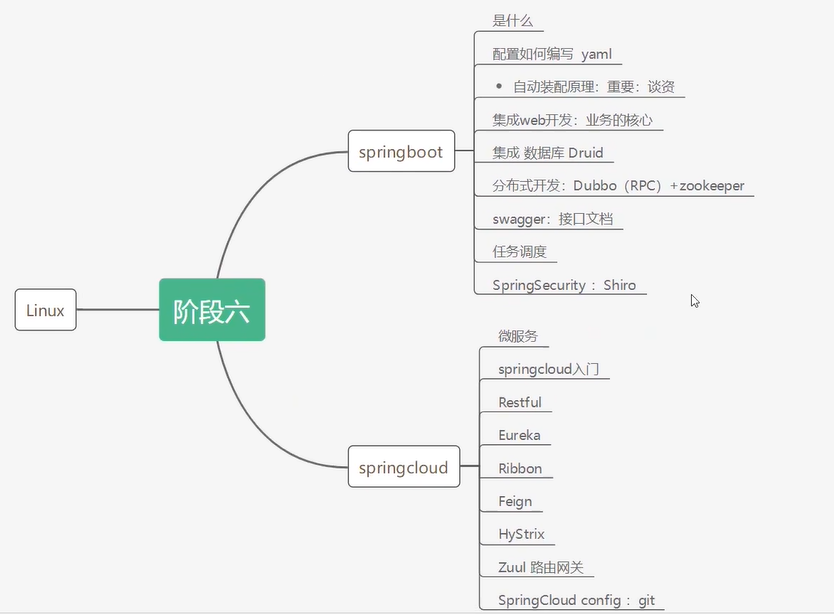 Linux
阶段六
springboot
是什么
配置如何编写 yaml
自动装配原理：重要：谈资
集成web开发：业务的核心
集成 数据库 Druid
分布式开发：Dubbo（RPC）+zookeeper
swagger：接口文档
任务调度
SpringSecurity ：Shiro
springcloud
微服务
springcloud入门
Restful
Eureka
Ribbon
Feign
HyStrix
Zuul 路由网关
SpringCloud config ：git